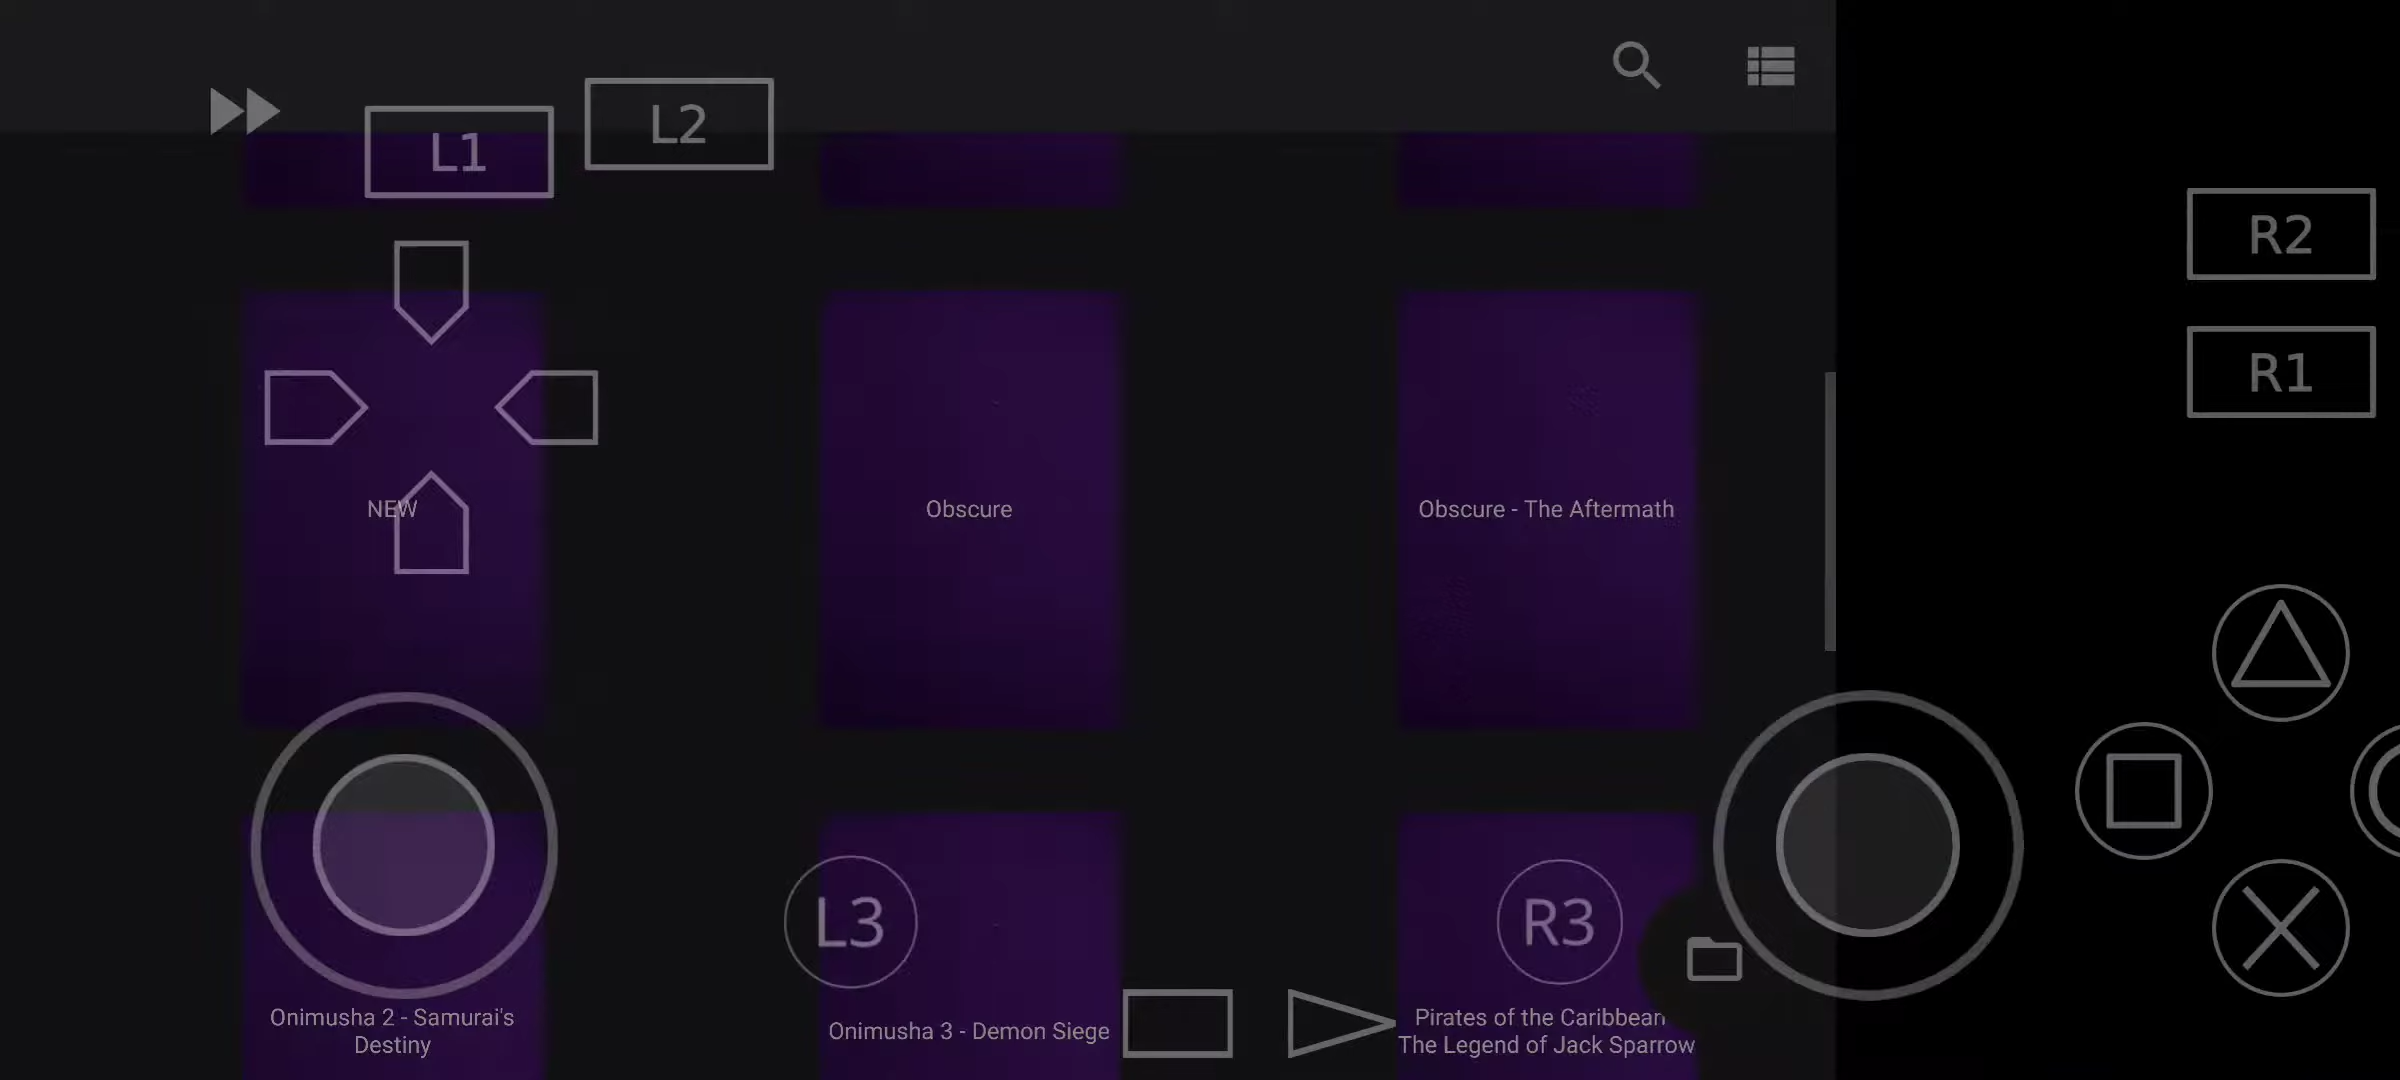 L1
L2
R2
R1
NEW
Obscure
Obscure - The Aftermath
L3
R3
Onimusha 2 - Samurai's
Destiny
Onimusha 3 - Demon Siege
Pirates of the Caribbean
The Legend of Jack Sparrow